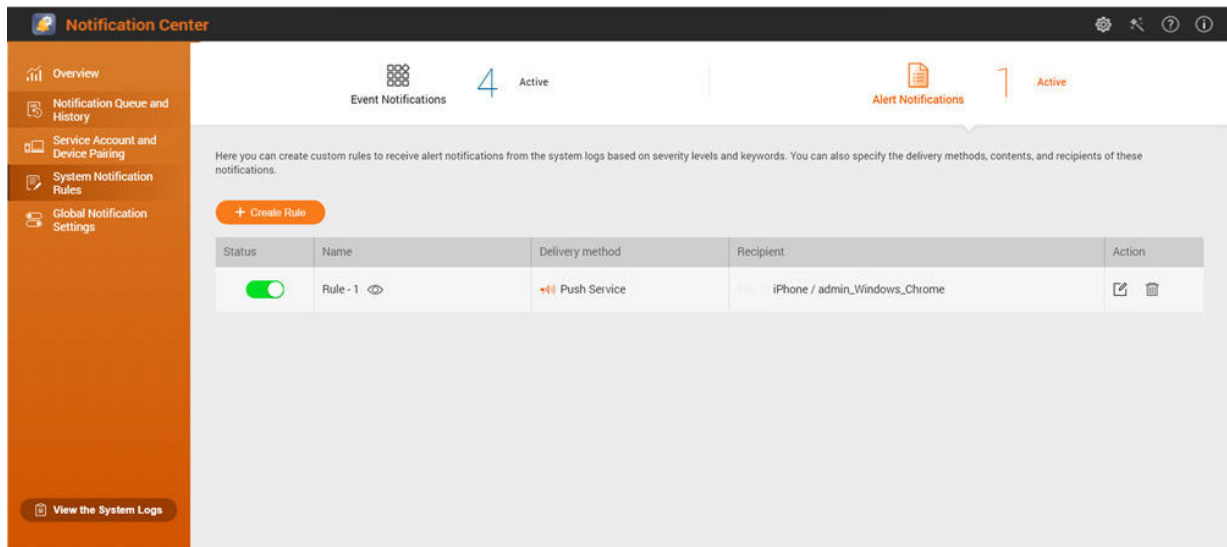 Notification Center
Overview
Notification Queue and
History
Service Account and
Device Pairing
System Notification
Rules
Global Notification
Settings
View the System Logs
Event Notifications
4
Active
Alert Notifications
1
Active
Here you can create custom rules to receive alert notifications from the system logs based on severity levels and keywords. You can also specify the delivery methods, contents, and recipients of these
notifications.
+ Create Rule
Status Name Delivery method Recipient Action
Rule - 1 Push Service iPhone / admin_Windows_Chrome